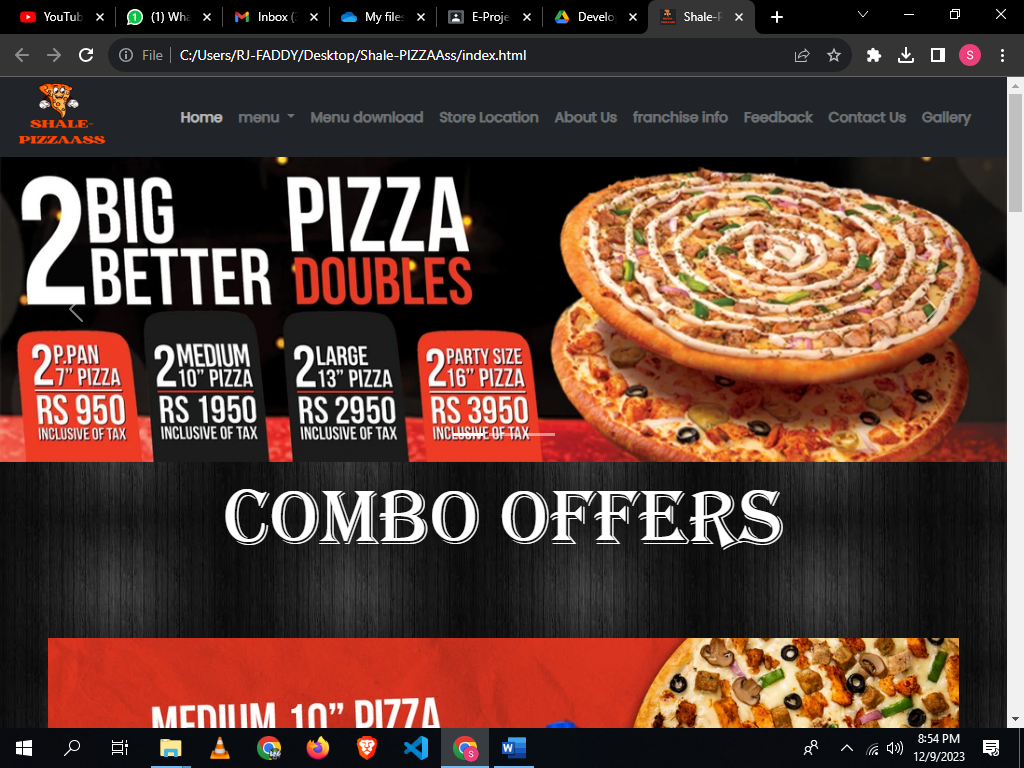 YouTub
(1) Wha
Inbox (
My files
E-Proje
Develop
Shale-P
File
C:/Users/RJ-FADDY/Desktop/Shale-PIZZAAss/index.html
S
SHALE-
PIZZAASS
Home menu Menu download Store Location About Us franchise info Feedback Contact Us Gallery
2 BIG BETTER PIZZA DOUBLES
2 P.PAN 7" PIZZA
RS 950
INCLUSIVE OF TAX
2 MEDIUM 10" PIZZA
RS 1950
INCLUSIVE OF TAX
2 LARGE 13" PIZZA
RS 2950
INCLUSIVE OF TAX
2 PARTY SIZE 16" PIZZA
RS 3950
INCLUSIVE OF TAX
COMBO OFFERS
MEDIUM 10" PIZZA
8:54 PM
12/9/2023